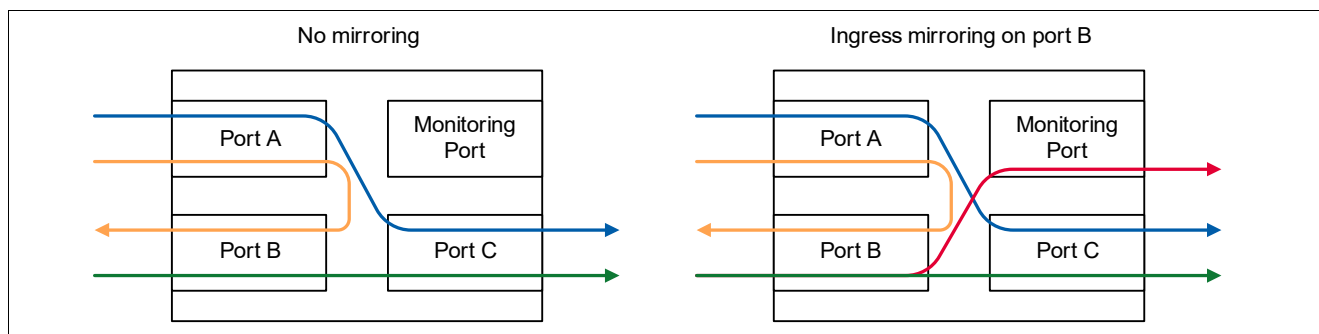 No mirroring
Port A
Monitoring
Port
Port B
Port C
Ingress mirroring on port B
Port A
Monitoring
Port
Port B
Port C